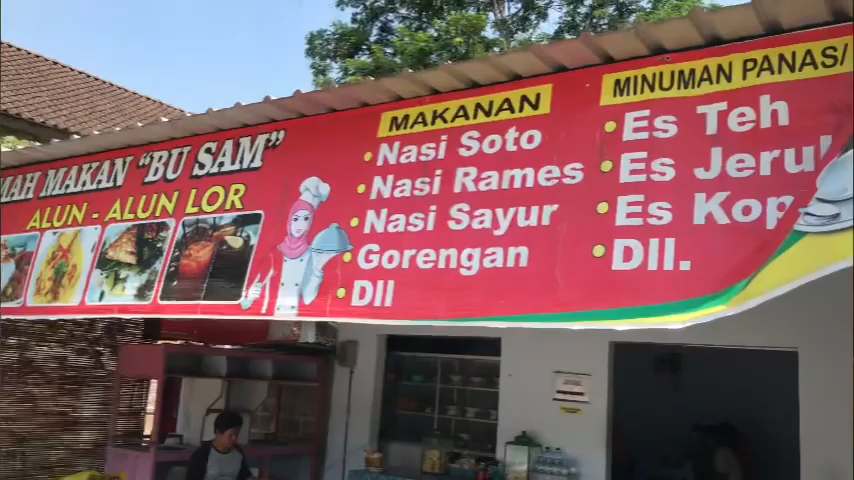 MAH MAKAN "BU SAM"
ALUN - ALUN LOR
MAKANAN
Nasi Soto
Nasi Rames
Nasi Sayur
Gorengan
Dll
MINUMAN PANAS/
Es Teh
Es Jeruk
Es Kop
Dll.